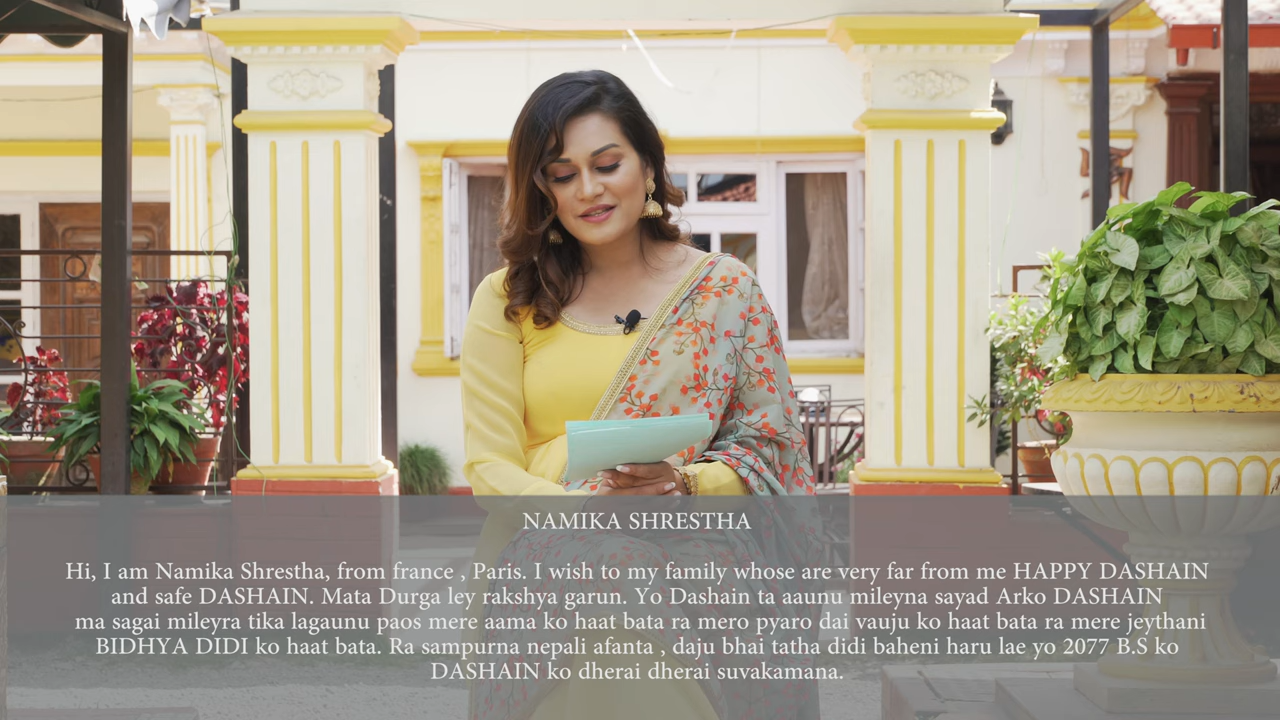 NAMIKA SHRESTHA
Hi, I am Namika Shrestha, from france , Paris. I wish to my family whose are very far from me HAPPY DASHAIN
and safe DASHAIN. Mata Durga ley rakshya garun. Yo Dashain ta aaunu mileyna sayad Arko DASHAIN
ma sagai mileyra tika lagaunu paos mere aama ko haat bata ra mero pyaro dai vauju ko haat bata ra mere jeythani
BIDHYA DIDI ko haat bata. Ra sampurna nepali afanta , daju bhai tatha didi baheni haru lae yo 2077 B.S ko
DASHAIN ko dherai dherai suvakamana.